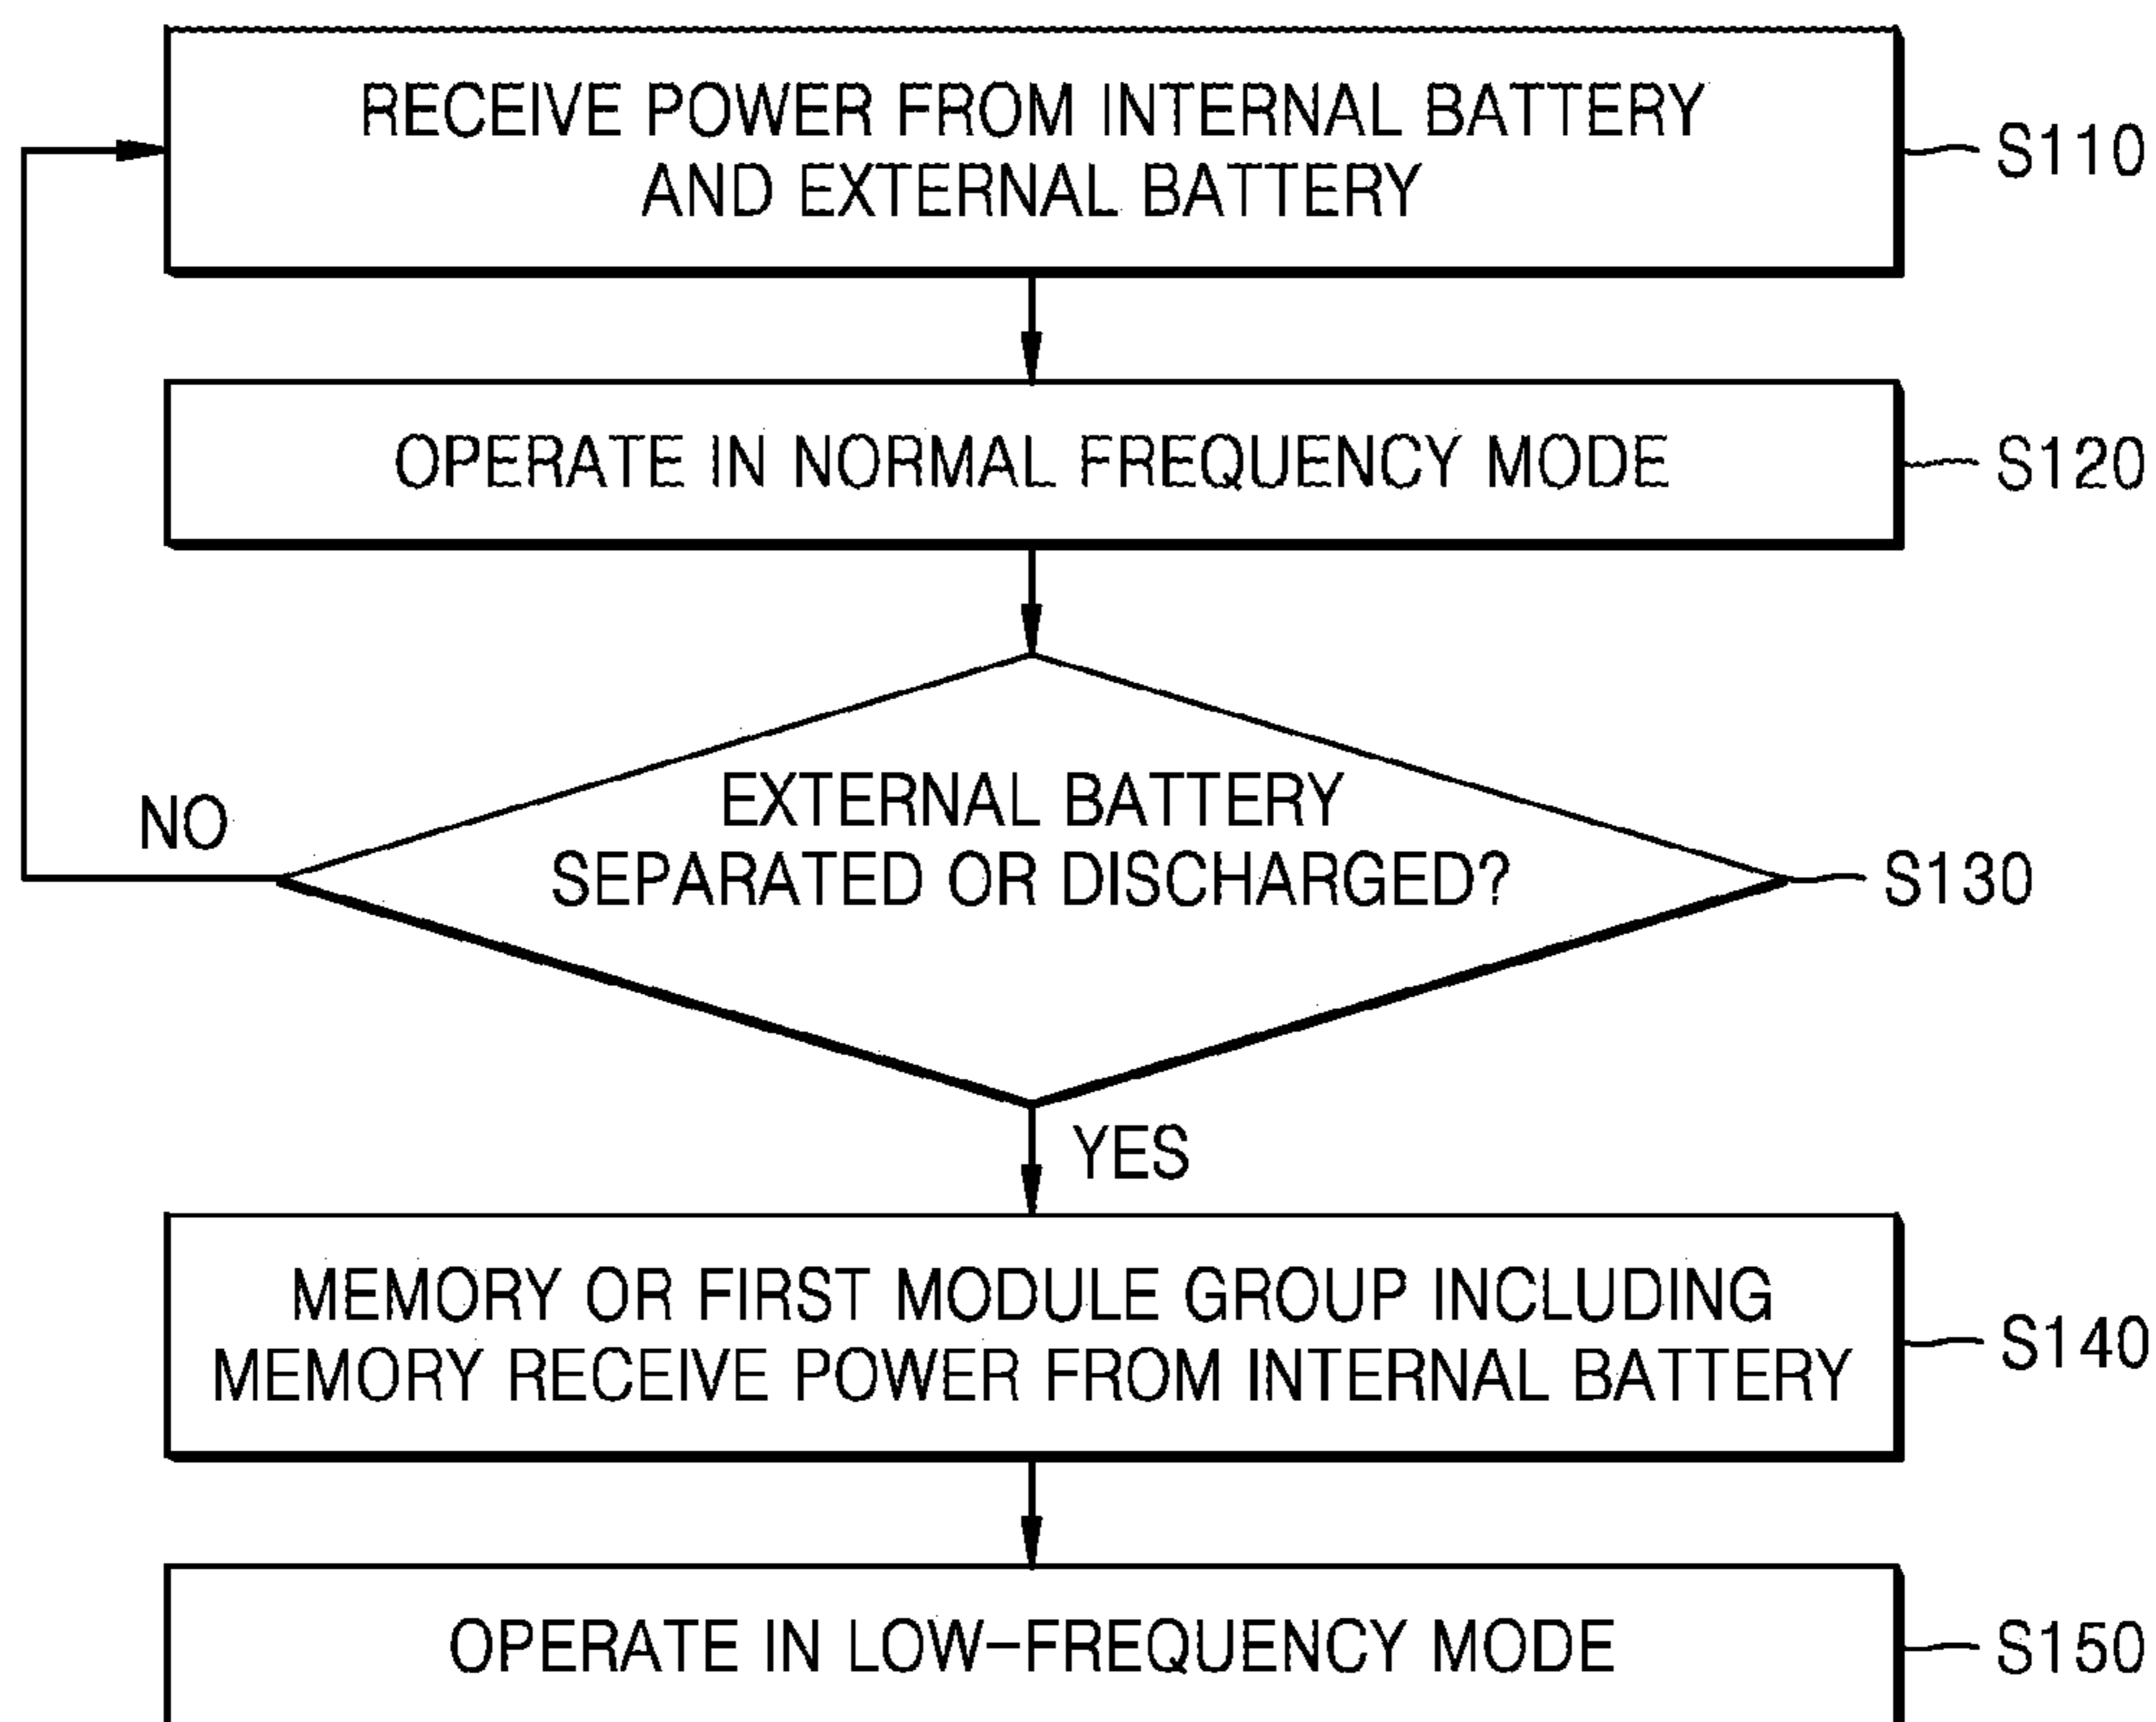 RECEIVE POWER FROM INTERNAL BATTERY
AND EXTERNAL BATTERY
S110
OPERATE IN NORMAL FREQUENCY MODE
S120
EXTERNAL BATTERY
SEPARATED OR DISCHARGED?
S130
NO
YES
MEMORY OR FIRST MODULE GROUP INCLUDING
MEMORY RECEIVE POWER FROM INTERNAL BATTERY
S140
OPERATE IN LOW-FREQUENCY MODE
S150